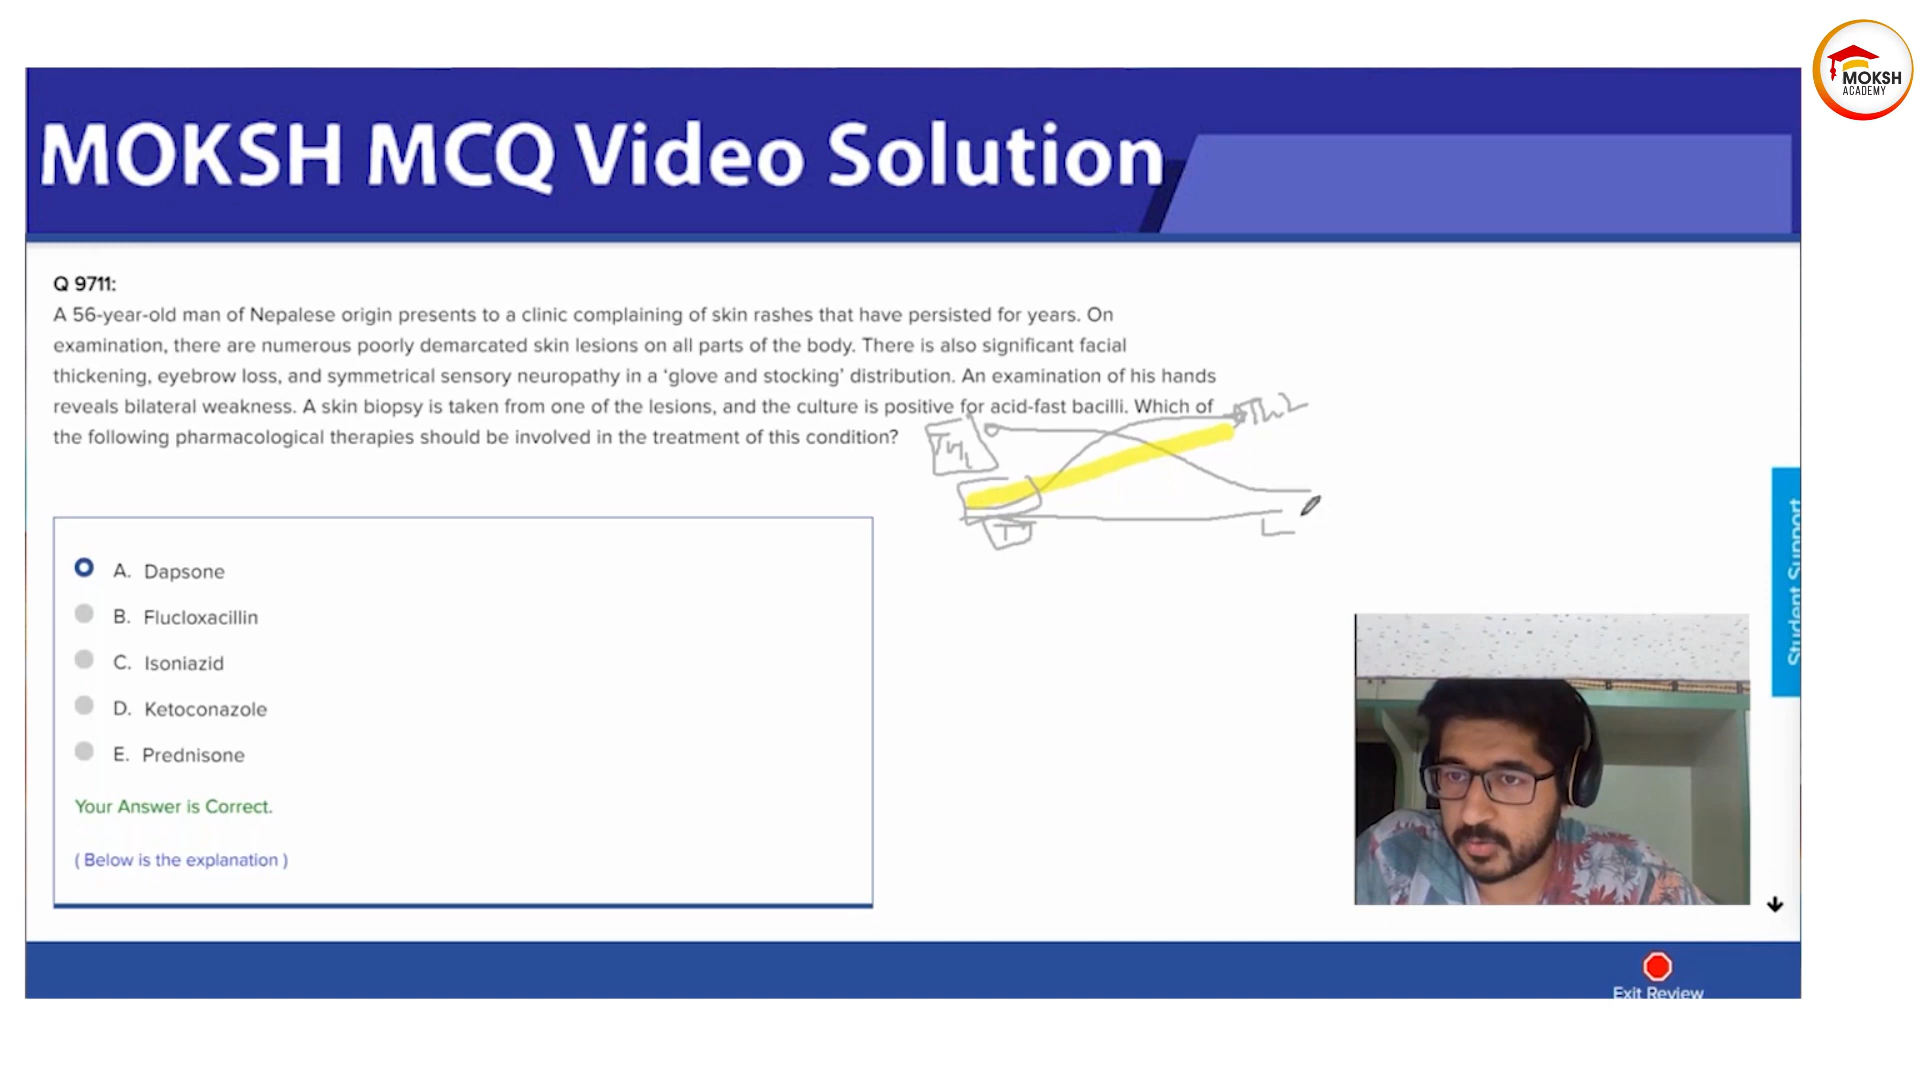 MOKSH
ACADEMY
MOKSH MCQ Video Solution
Q 9711:
A 56-year-old man of Nepalese origin presents to a clinic complaining of skin rashes that have persisted for years. On
examination, there are numerous poorly demarcated skin lesions on all parts of the body. There is also significant facial
thickening, eyebrow loss, and symmetrical sensory neuropathy in a ‘glove and stocking’ distribution. An examination of his hands
reveals bilateral weakness. A skin biopsy is taken from one of the lesions, and the culture is positive for acid-fast bacilli. Which of
the following pharmacological therapies should be involved in the treatment of this condition?
Th2
Th1
T
L
A. Dapsone
B. Flucloxacillin
C. Isoniazid
D. Ketoconazole
E. Prednisone
Your Answer is Correct.
( Below is the explanation )
Student Support
Exit Review